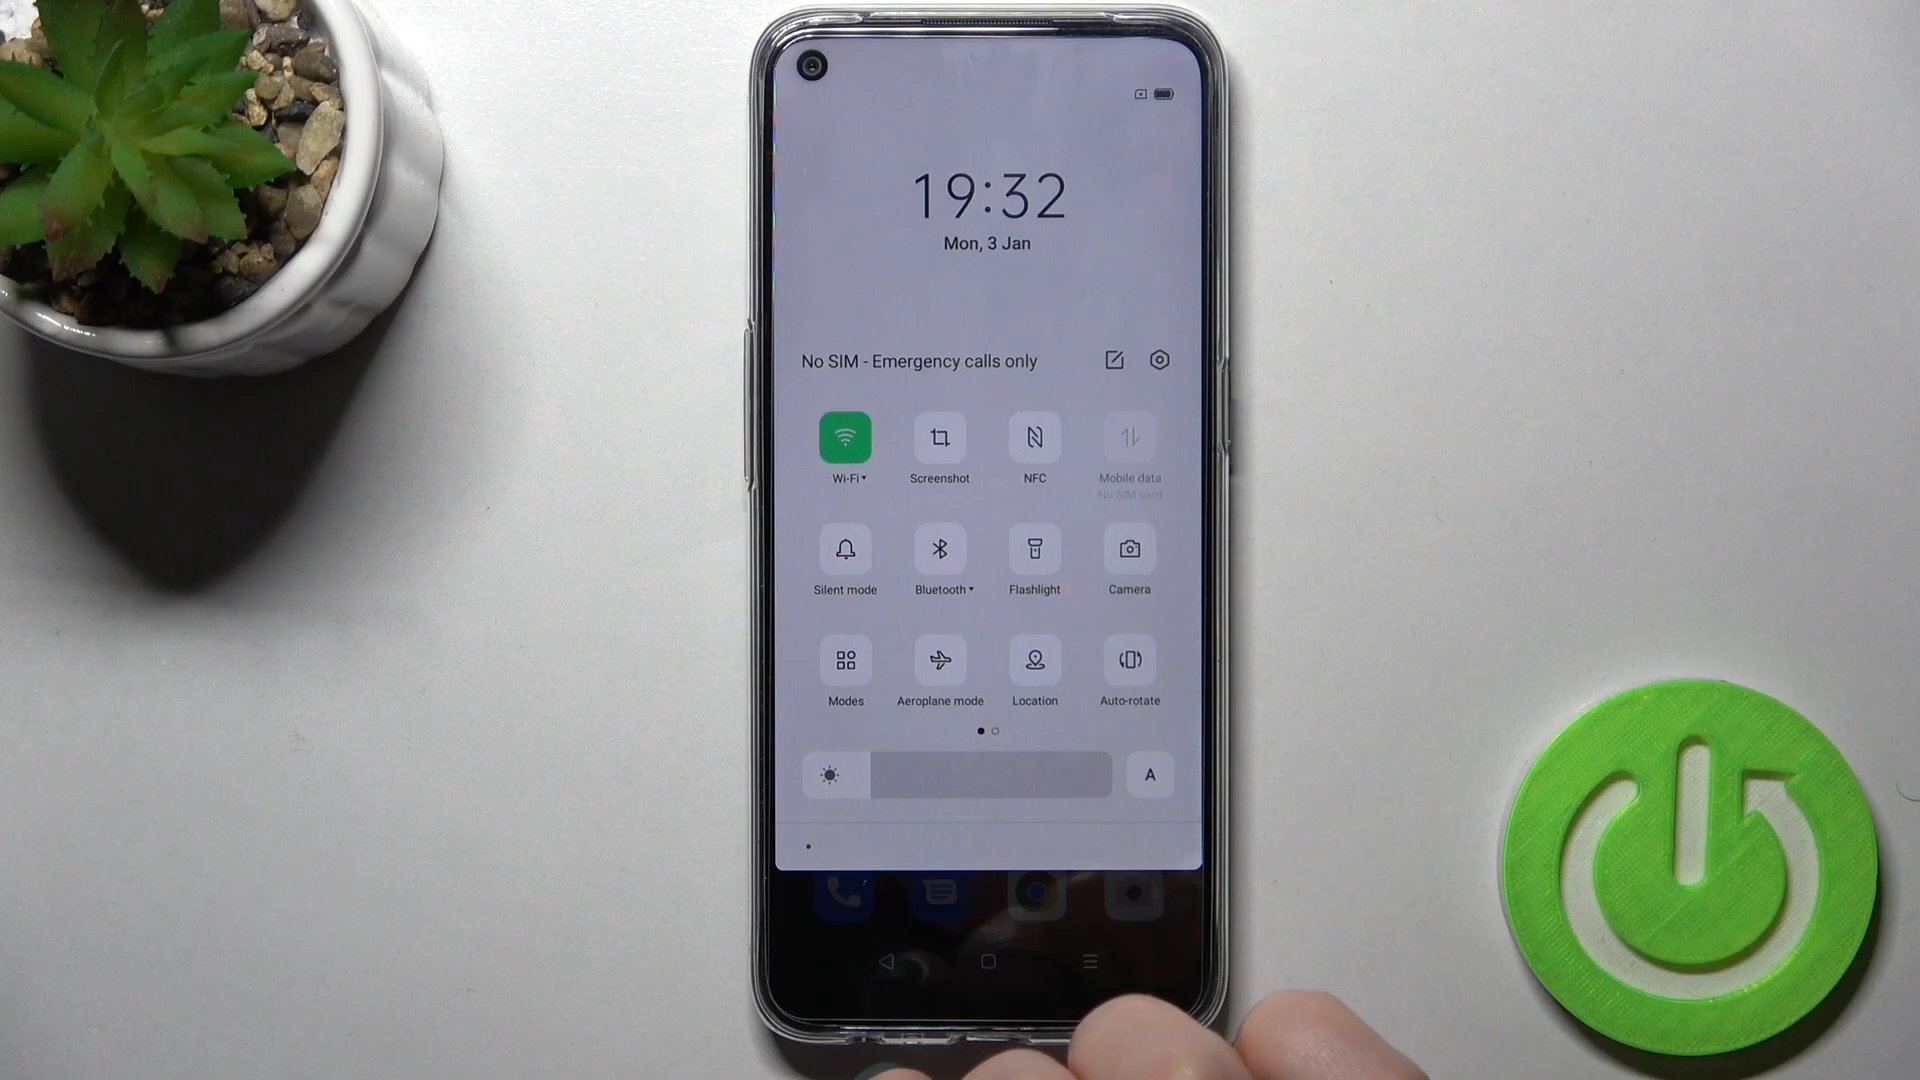 19:32
Mon, 3 Jan
No SIM - Emergency calls only
Wi-Fi
Screenshot
NFC
Mobile data
No SIM card
Silent mode
Bluetooth
Flashlight
Camera
Modes
Aeroplane mode
Location
Auto-rotate
A